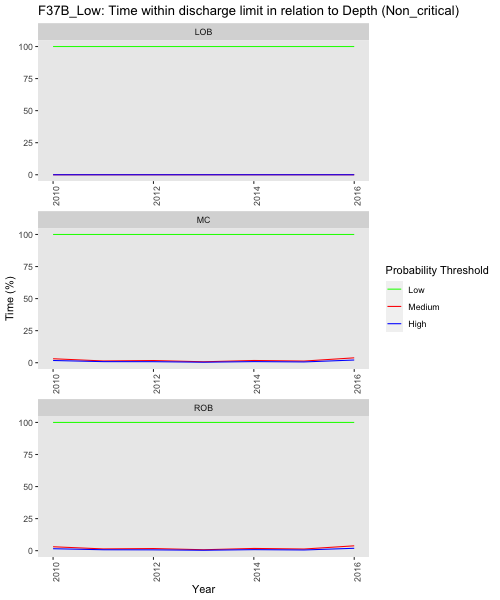 F37B_Low: Time within discharge limit in relation to Depth (Non_critical)
LOB
100
75
50
25
0
2010
2012
2014
2016
MC
100
75
50
25
0
2010
2012
2014
2016
ROB
100
75
50
25
0
2010
2012
2014
2016
Time (%)
Year
Probability Threshold
Low
Medium
High